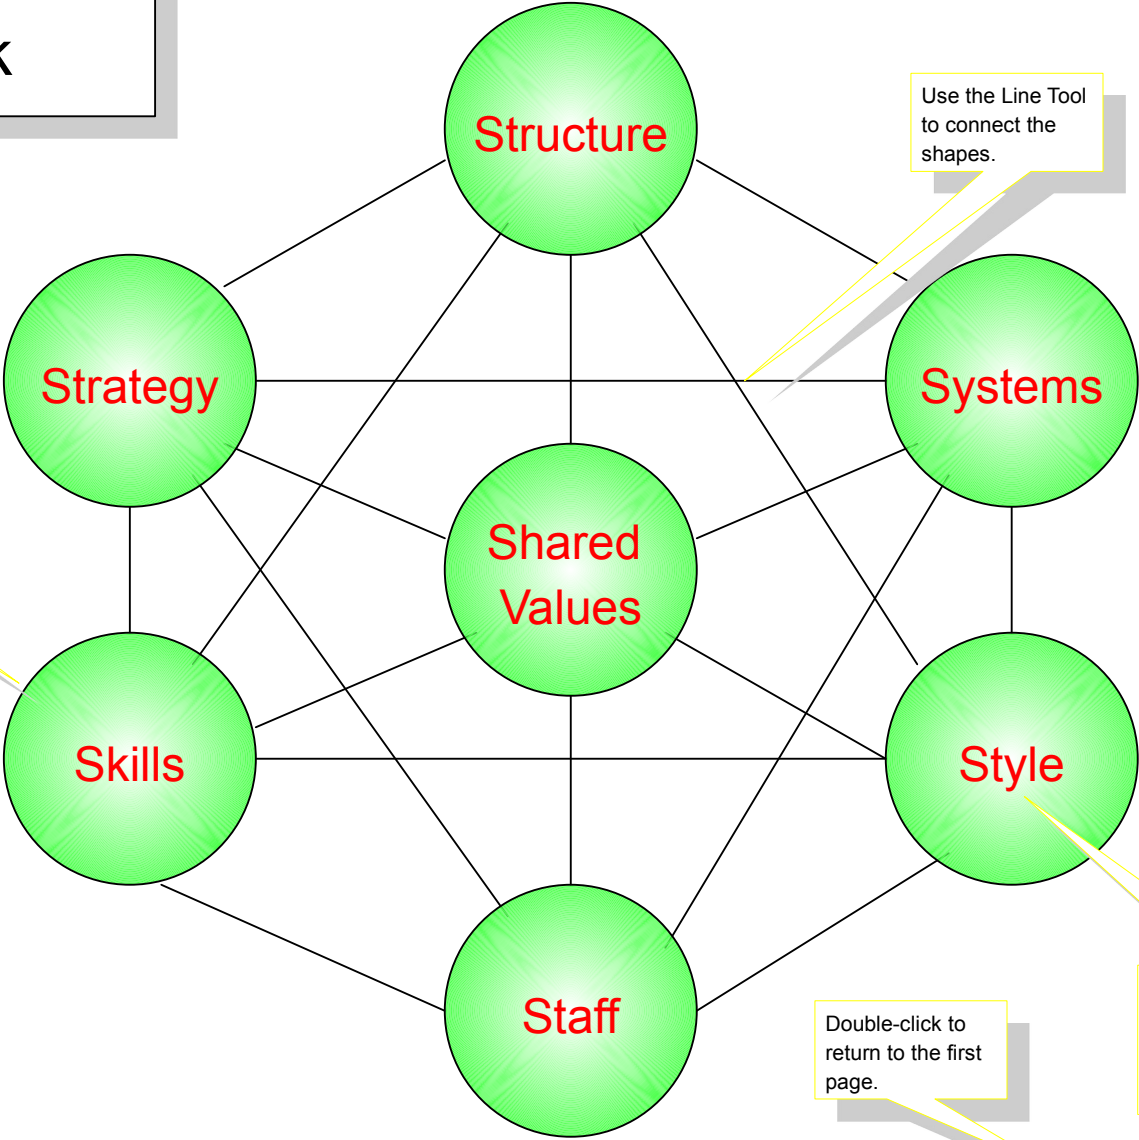 k
Structure
Use the Line Tool
to connect the
shapes.
Strategy
Systems
Shared
Values
Skills
Style
Staff
Double-click to
return to the first
page.